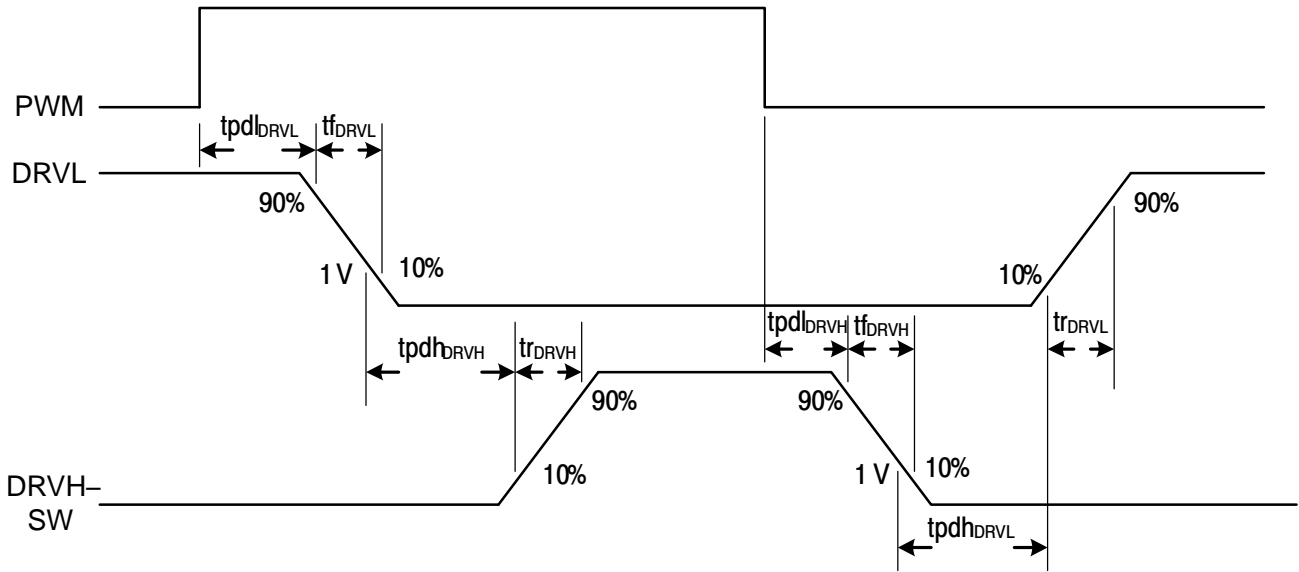 PWM
tpdlDRVL
tfDRVL
DRVL
90%
1 V
10%
10%
90%
tpdhDRVH
trDRVH
tpdlDRVH
tfDRVH
trDRVL
90%
90%
10%
1 V
10%
DRVH–
SW
tpdhDRVL